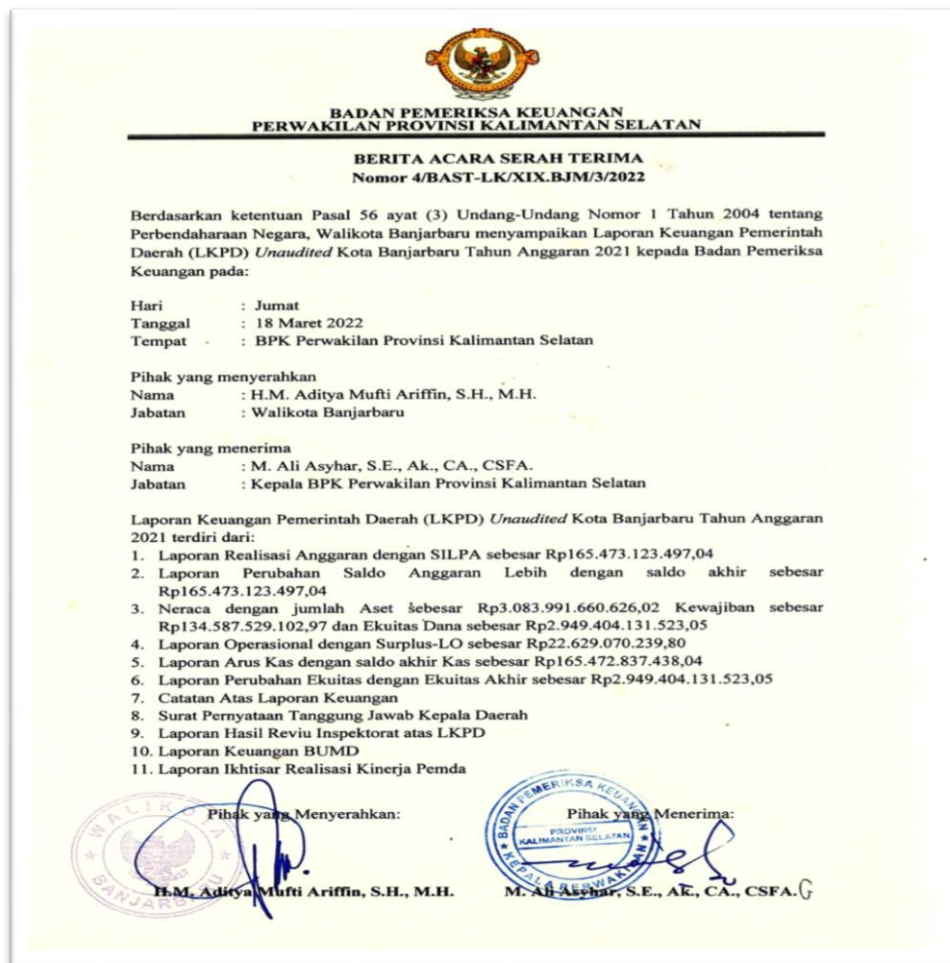 BADAN PEMERIKSA KEUANGAN
PERWAKILAN PROVINSI KALIMANTAN SELATAN
BERITA ACARA SERAH TERIMA
Nomor 4/BAST-LK/XIX.BJM/3/2022
Berdasarkan ketentuan Pasal 56 ayat (3) Undang-Undang Nomor 1 Tahun 2004 tentang
Perbendaharaan Negara, Walikota Banjarbaru menyampaikan Laporan Keuangan Pemerintah
Daerah (LKPD) Unaudited Kota Banjarbaru Tahun Anggaran 2021 kepada Badan Pemeriksa
Keuangan pada:
Hari : Jumat
Tanggal : 18 Maret 2022
Tempat : BPK Perwakilan Provinsi Kalimantan Selatan
Pihak yang menyerahkan
Nama : H.M. Aditya Mufti Ariffin, S.H., M.H.
Jabatan : Walikota Banjarbaru
Pihak yang menerima
Nama : M. Ali Asyhar, S.E., Ak., CA., CSFA.
Jabatan : Kepala BPK Perwakilan Provinsi Kalimantan Selatan
Laporan Keuangan Pemerintah Daerah (LKPD) Unaudited Kota Banjarbaru Tahun Anggaran
2021 terdiri dari:
1. Laporan Realisasi Anggaran dengan SILPA sebesar Rp165.473.123.497,04
2. Laporan Perubahan Saldo Anggaran Lebih dengan saldo akhir sebesar
Rp165.473.123.497,04
3. Neraca dengan jumlah Aset sebesar Rp3.083.991.660.626,02 Kewajiban sebesar
Rp134.587.529.102,97 dan Ekuitas Dana sebesar Rp2.949.404.131.523,05
4. Laporan Operasional dengan Surplus-LO sebesar Rp22.629.070.239,80
5. Laporan Arus Kas dengan saldo akhir Kas sebesar Rp165.472.837.438,04
6. Laporan Perubahan Ekuitas dengan Ekuitas Akhir sebesar Rp2.949.404.131.523,05
7. Catatan Atas Laporan Keuangan
8. Surat Pernyataan Tanggung Jawab Kepala Daerah
9. Laporan Hasil Reviu Inspektorat atas LKPD
10. Laporan Keuangan BUMD
11. Laporan Ikhtisar Realisasi Kinerja Pemda
Pihak yang Menyerahkan:
WALIKOTA
BANJARBARU
H.M. Aditya Mufti Ariffin, S.H., M.H.
Pihak yang Menerima:
BADAN PEMERIKSA KEUANGAN
PROVINSI
KALIMANTAN SELATAN
KEPALA PERWAKILAN
M. Ali Asyhar, S.E., Ak., CA., CSFA.